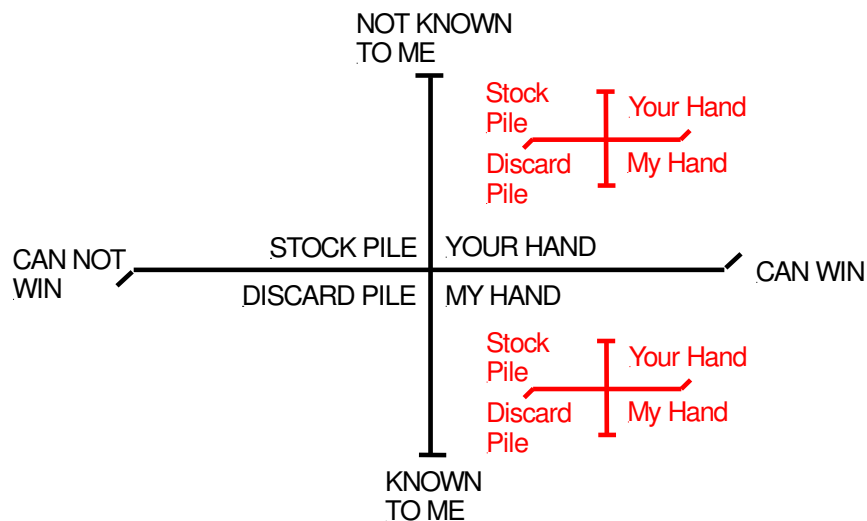 NOT KNOWN
TO ME
Stock
Pile
Your Hand
Discard
Pile
My Hand
STOCK PILE
YOUR HAND
CAN NOT
WIN
CAN WIN
DISCARD PILE
MY HAND
Stock
Pile
Your Hand
Discard
Pile
My Hand
KNOWN
TO ME